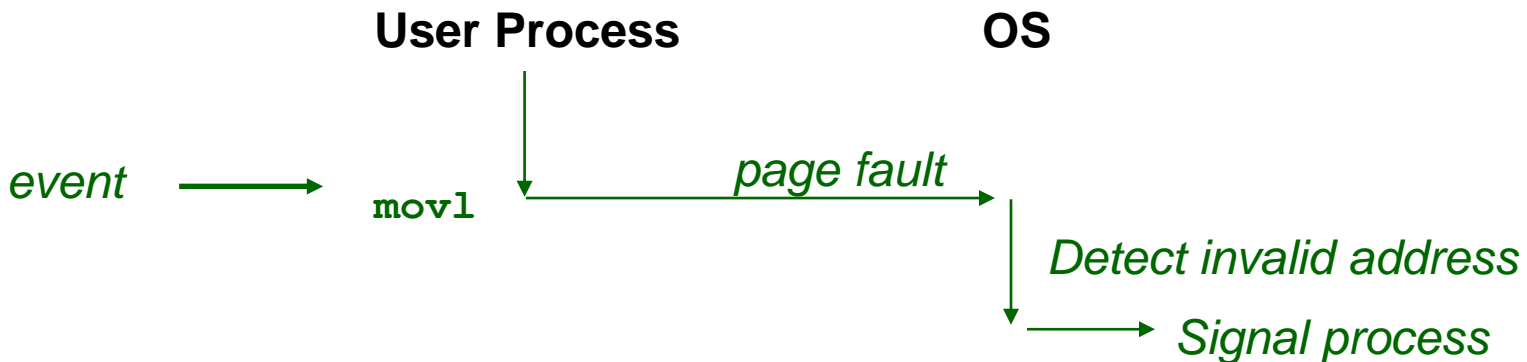 User Process OS
event
movl
page fault
Detect invalid address
Signal process